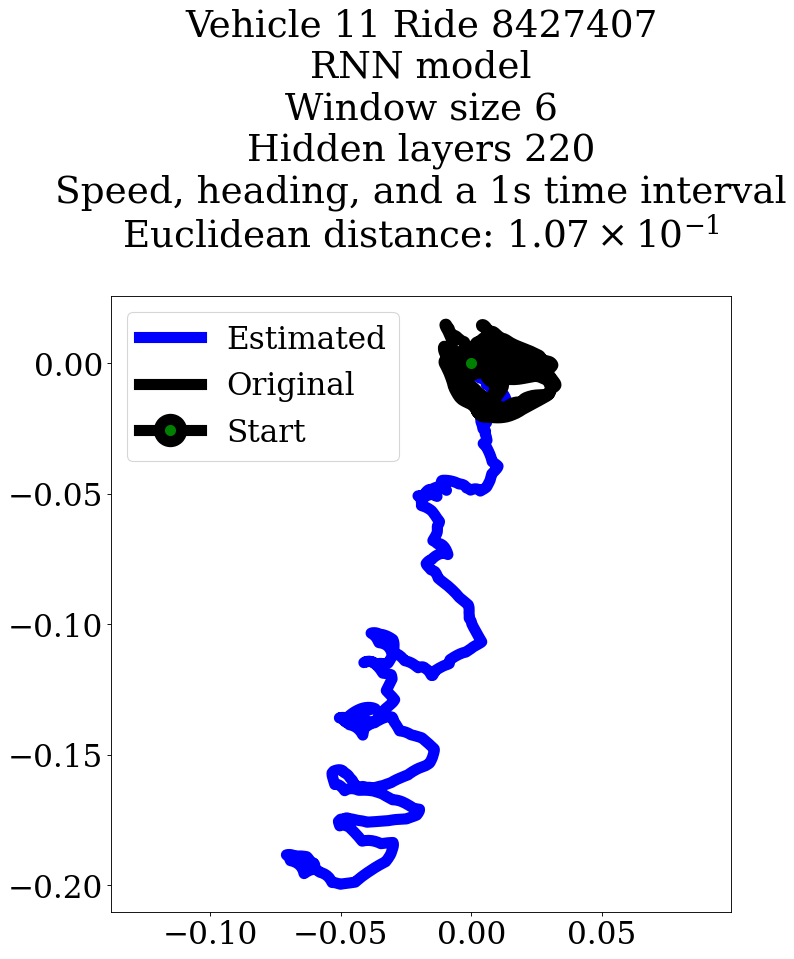 Vehicle 11 Ride 8427407
RNN model
Window size 6
Hidden layers 220
Speed, heading, and a 1s time interval
Euclidean distance: 1.07 × 10⁻¹
Estimated
Original
Start
0.00
−0.05
−0.10
−0.15
−0.20
−0.10
−0.05
0.00
0.05